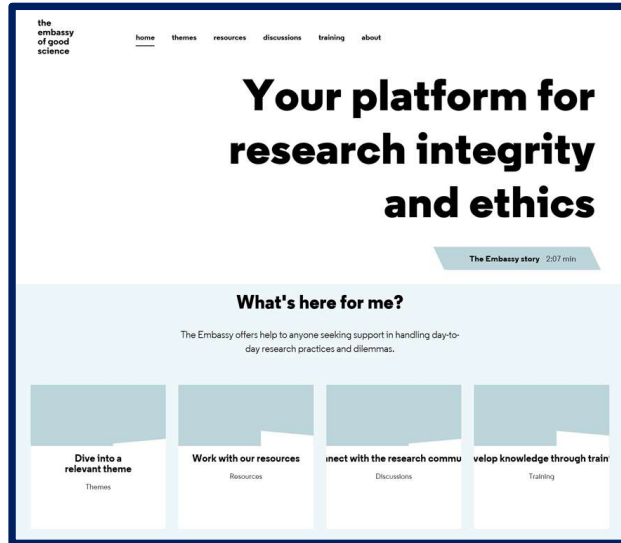 the
embassy
of good
science
home themes resources discussions training about
Your platform for
research integrity
and ethics
The Embassy story 2:07 min
What's here for me?
The Embassy offers help to anyone seeking support in handling day-to-
day research practices and dilemmas.
Dive into a
relevant theme
Themes
Work with our resources
Resources
nnect with the research commu
Discussions
velop knowledge through train
Training